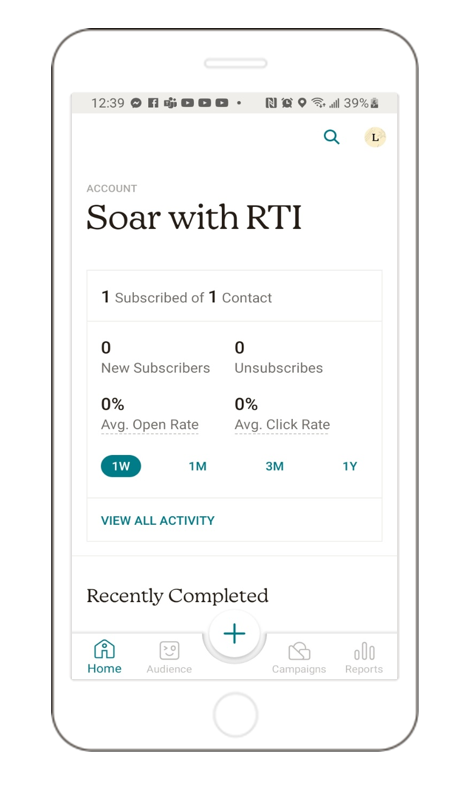 12:39 39%
L
ACCOUNT
Soar with RTI
1 Subscribed of 1 Contact
0 0
New Subscribers Unsubscribes
0% 0%
Avg. Open Rate Avg. Click Rate
1W 1M 3M 1Y
VIEW ALL ACTIVITY
Recently Completed
Home Audience Campaigns Reports